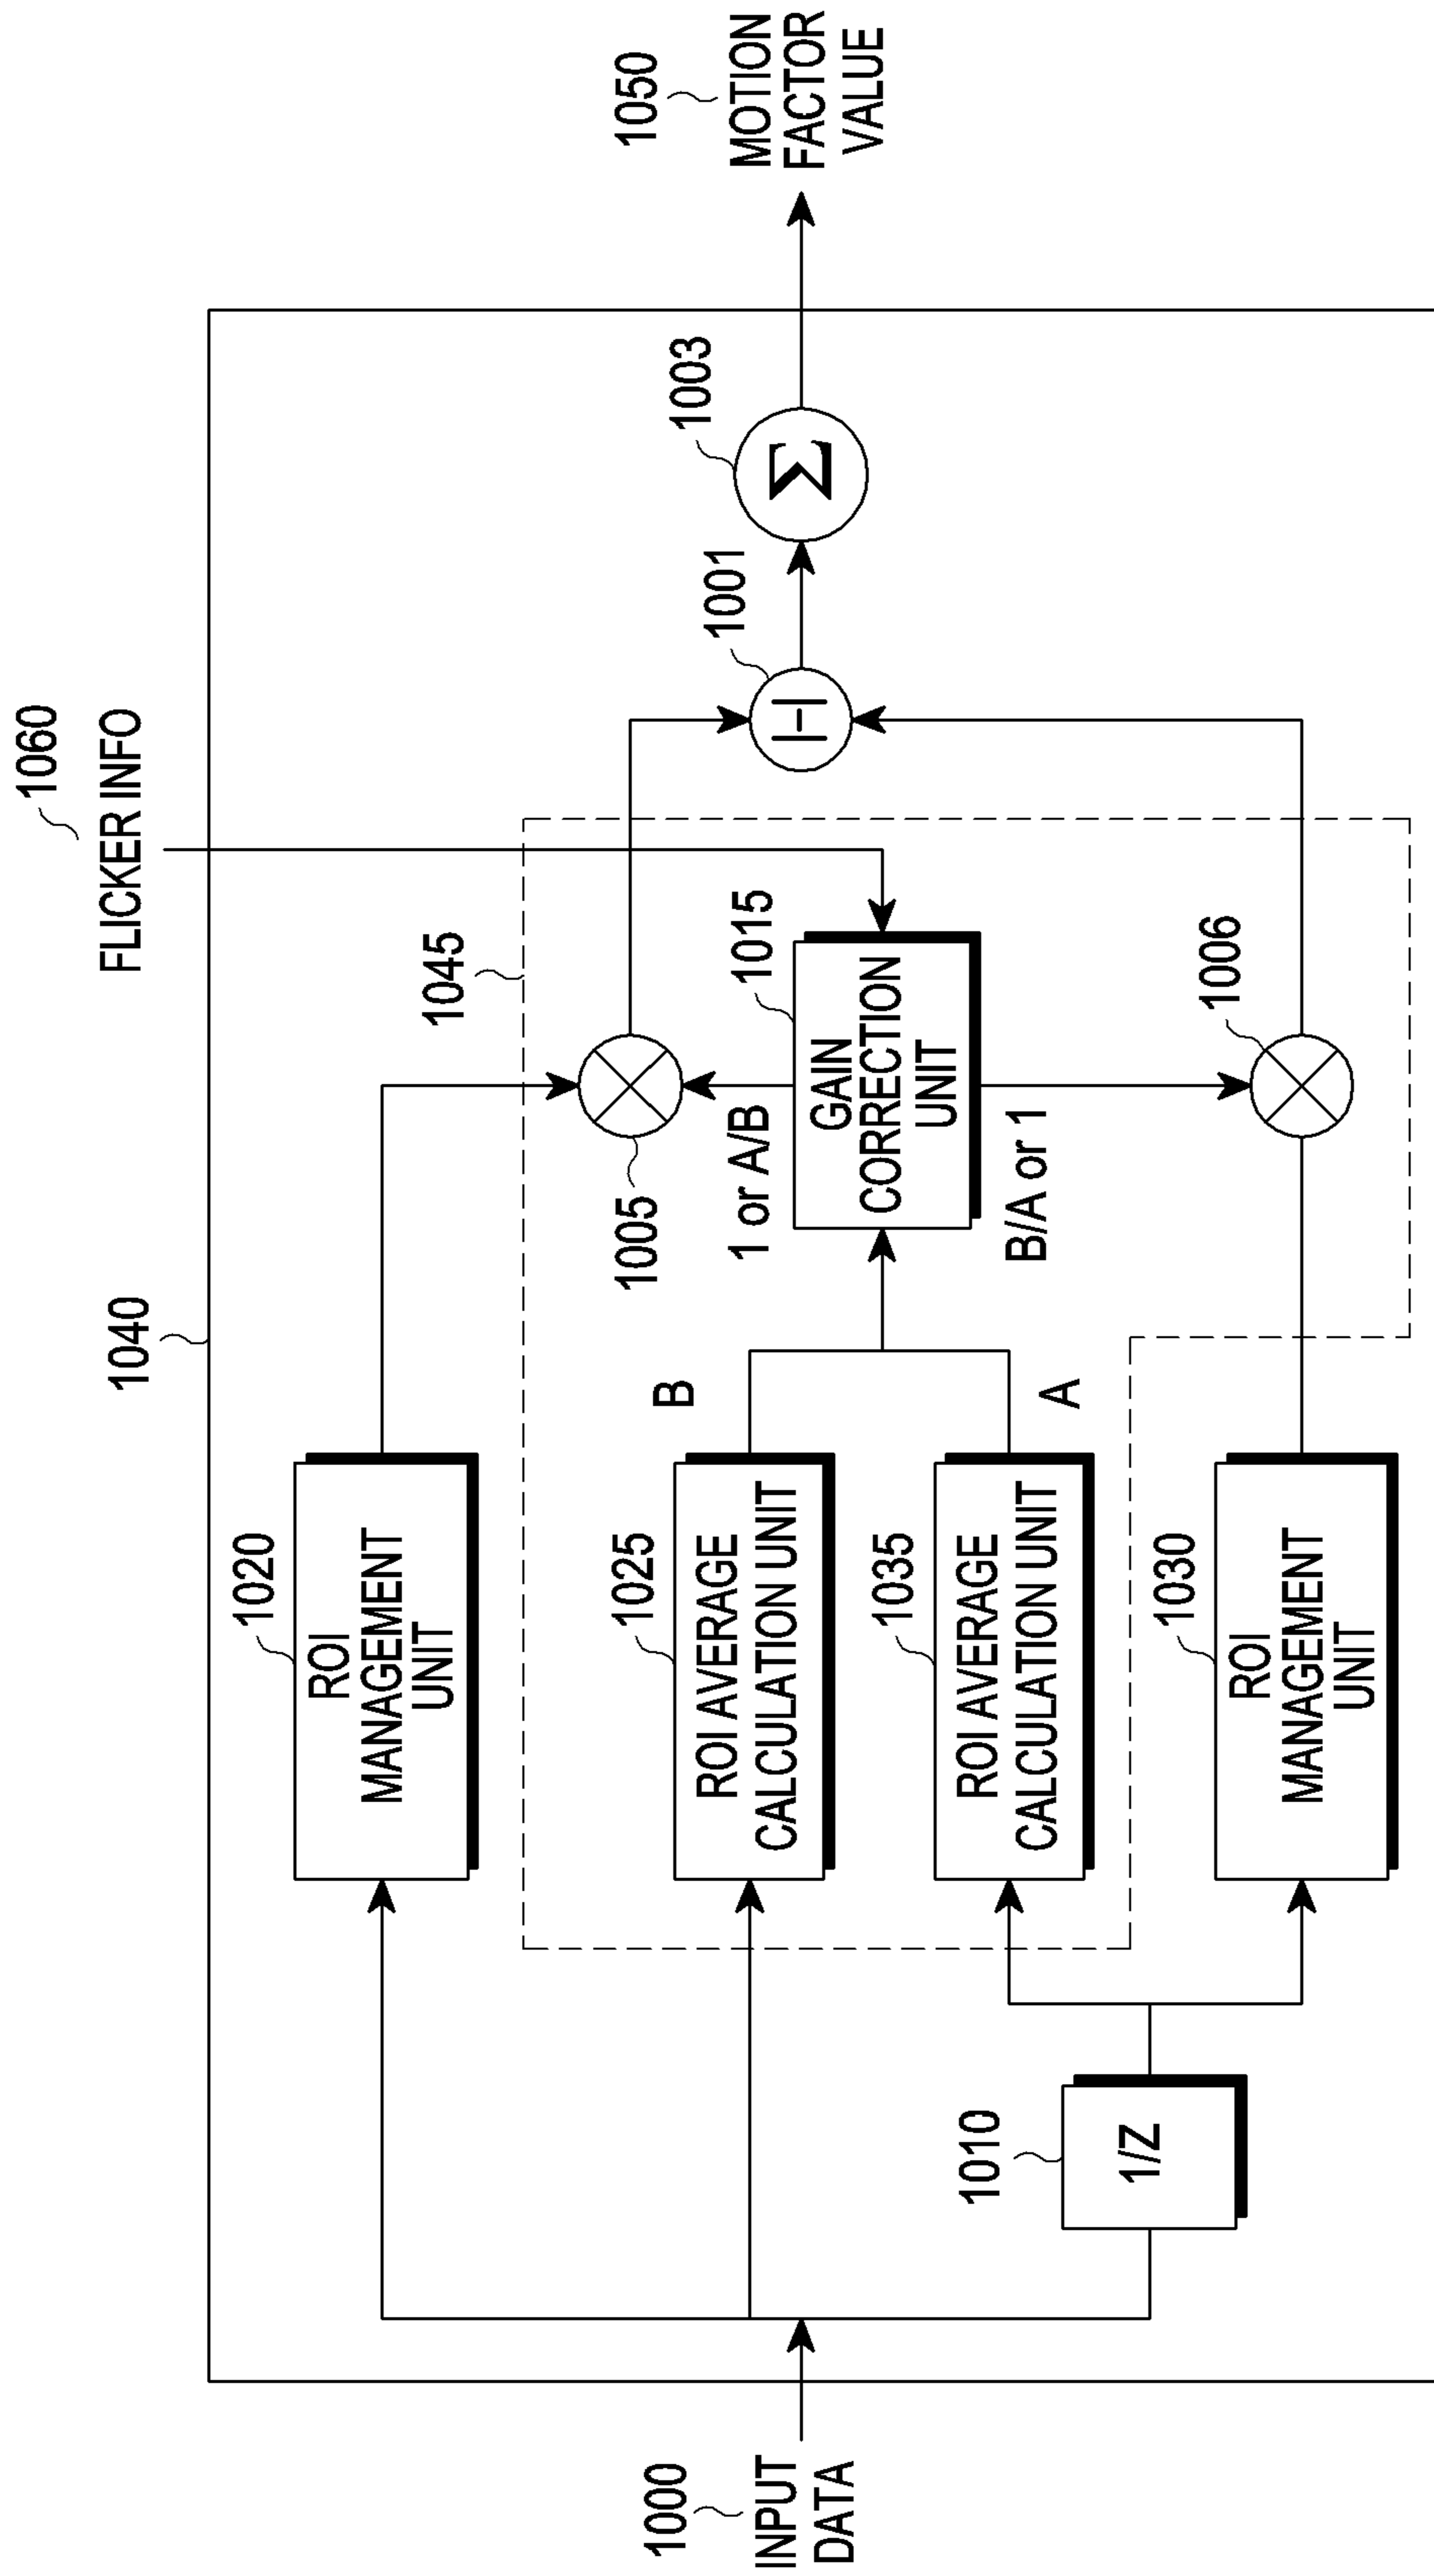 1060
FLICKER INFO
1040
1020
ROI
MANAGEMENT
UNIT
1045
1005
1 or A/B
1025
ROI AVERAGE
CALCULATION UNIT
B
1015
GAIN
CORRECTION
UNIT
1001
|-|
1003
Σ
1050
MOTION
FACTOR
VALUE
1000
INPUT
DATA
1035
ROI AVERAGE
CALCULATION UNIT
A
B/A or 1
1006
1010
1/Z
1030
ROI
MANAGEMENT
UNIT